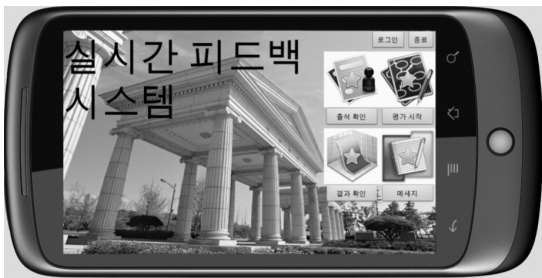 실시간 피드백
시스템
로그인 종료
출석 확인 평가 시작
결과 확인 메세지